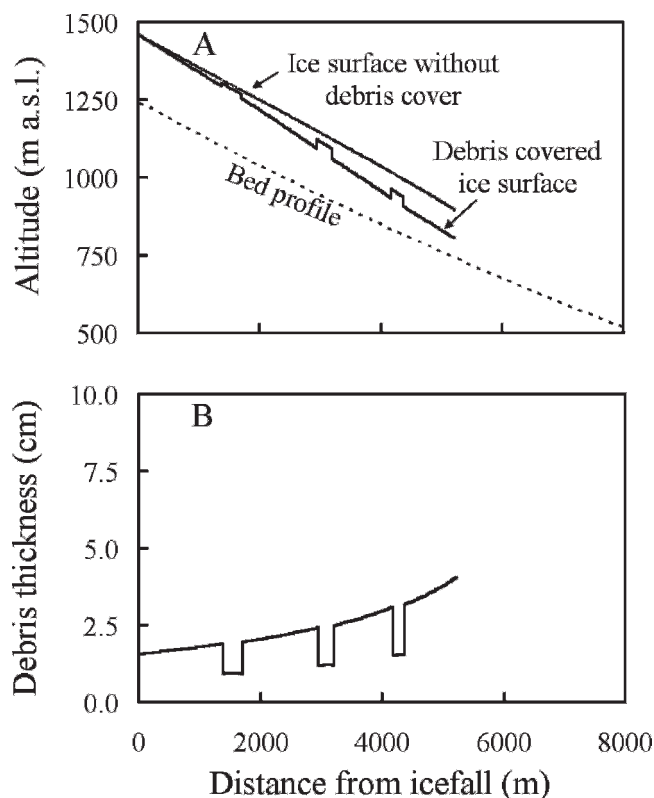 1500
1250
1000
750
500
Altitude (m a.s.l.)
A
Ice surface without
debris cover
Debris covered
ice surface
Bed profile
10.0
7.5
5.0
2.5
0.0
Debris thickness (cm)
B
0 2000 4000 6000 8000
Distance from icefall (m)